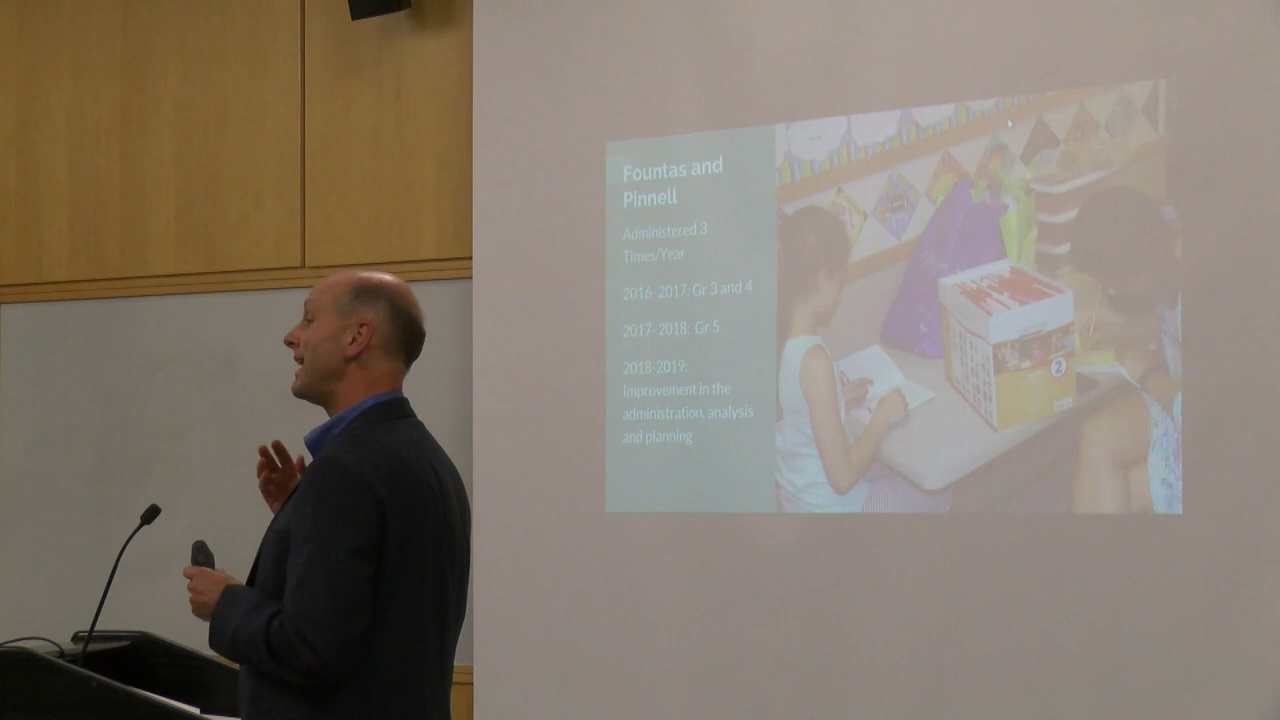 Fountas and
Pinnell
Administered 3
Times/Year
2016-2017: Gr 3 and 4
2017- 2018:  Gr 5
2018-2019:
Improvement in the
administration, analysis
and planning
2